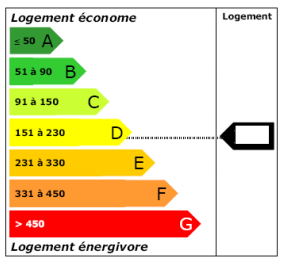 Logement économe
Logement
≤ 50 A
51 à 90 B
91 à 150 C
151 à 230 D
231 à 330 E
331 à 450 F
> 450 G
Logement énergivore